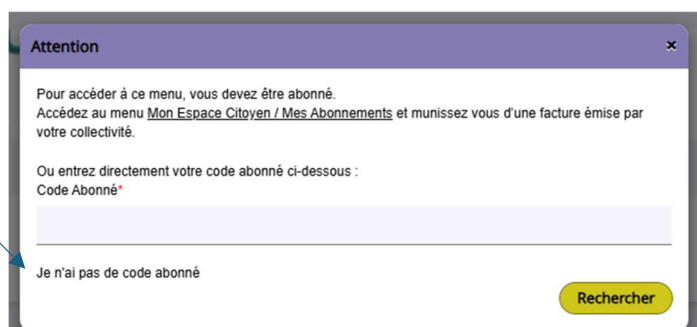 Attention
×
Pour accéder à ce menu, vous devez être abonné.
Accédez au menu Mon Espace Citoyen / Mes Abonnements et munissez vous d'une facture émise par
votre collectivité.
Ou entrez directement votre code abonné ci-dessous :
Code Abonné*
Je n'ai pas de code abonné
Rechercher